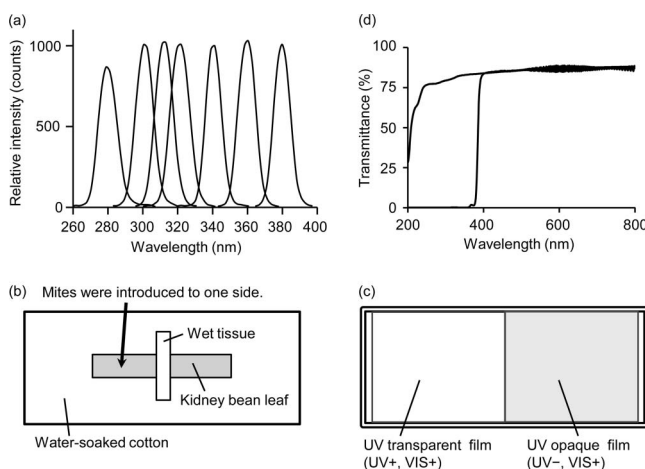 (a)
1000
500
0
Relative intensity (counts)
260 280 300 320 340 360 380 400
Wavelength (nm)
(d)
100
75
50
25
0
Transmittance (%)
200 400 600 800
Wavelength (nm)
(b)
Mites were introduced to one side.
Wet tissue
Kidney bean leaf
Water-soaked cotton
(c)
UV transparent film
(UV+, VIS+)
UV opaque film
(UV−, VIS+)